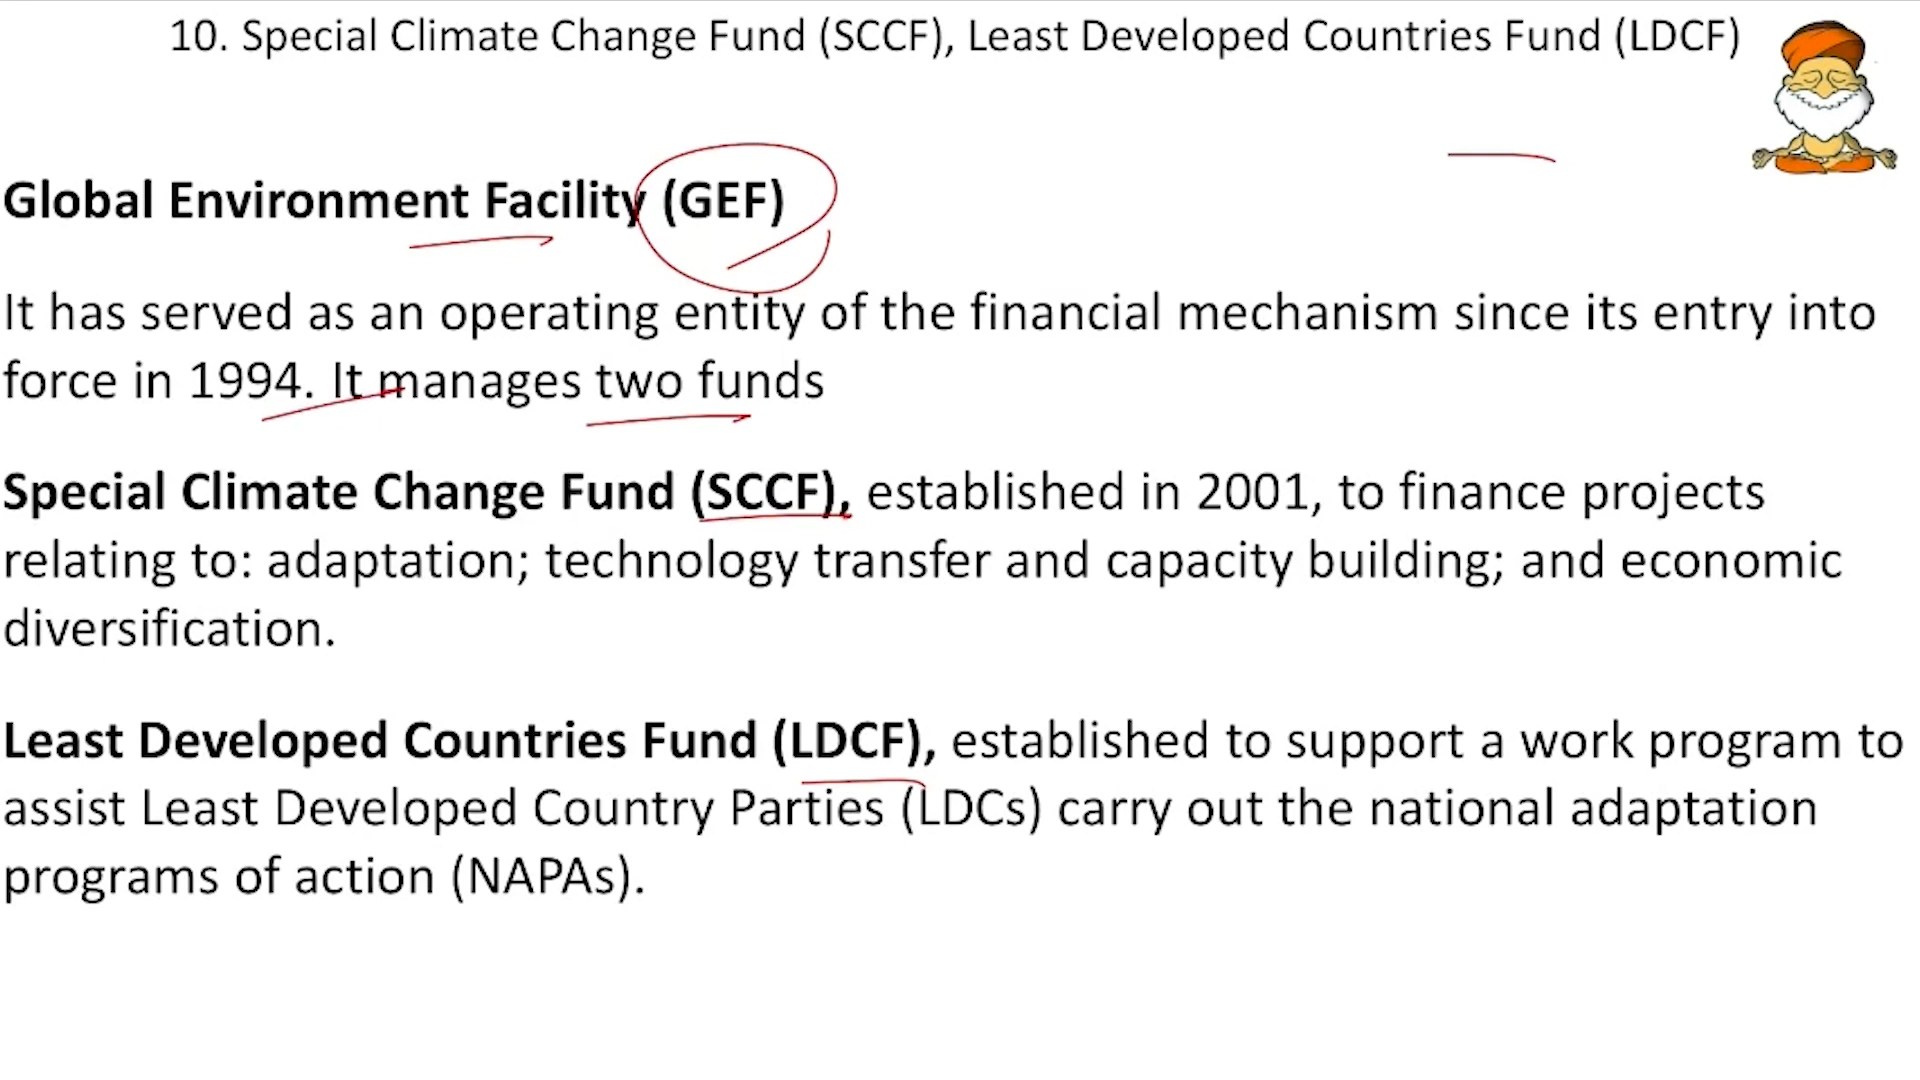 10. Special Climate Change Fund (SCCF), Least Developed Countries Fund (LDCF)
Global Environment Facility (GEF)
It has served as an operating entity of the financial mechanism since its entry into
force in 1994. It manages two funds
Special Climate Change Fund (SCCF), established in 2001, to finance projects
relating to: adaptation; technology transfer and capacity building; and economic
diversification.
Least Developed Countries Fund (LDCF), established to support a work program to
assist Least Developed Country Parties (LDCs) carry out the national adaptation
programs of action (NAPAs).